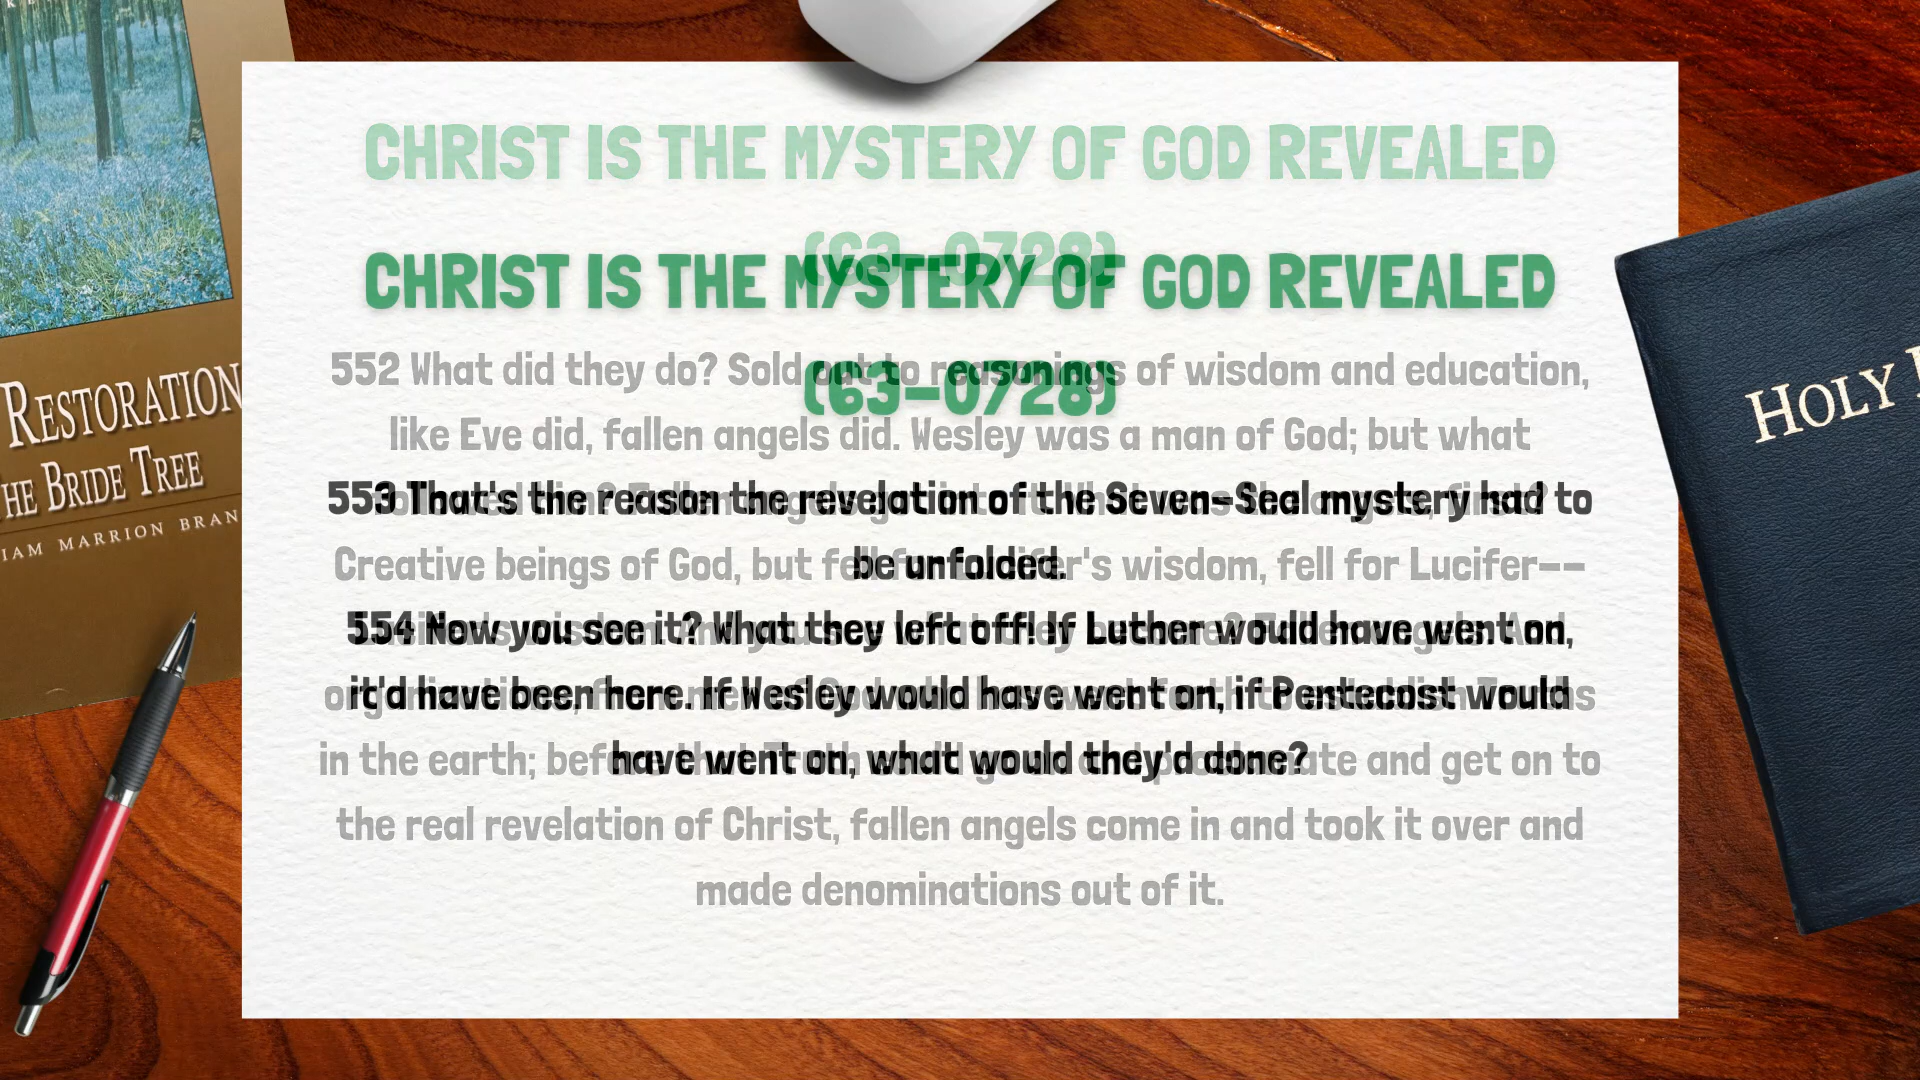 CHRIST IS THE MYSTERY OF GOD REVEALED
(63-0728)
CHRIST IS THE MYSTERY OF GOD REVEALED
(63-0728)
552 What did they do? Sold out to reasonings of wisdom and education,
like Eve did, fallen angels did. Wesley was a man of God; but what
553 That's the reason the revelation of the Seven-Seal mystery had to
Creative beings of God, but fell for Lucifer's wisdom, fell for Lucifer--
be unfolded.
554 Now you see it? What they left off! If Luther would have went on,
it'd have been here. If Wesley would have went on, if Pentecost would
in the earth; and get on to
have went on, what would they'd done?
the real revelation of Christ, fallen angels come in and took it over and
made denominations out of it.
RESTORATION
BRIDE TREE
MARRION
HOLY